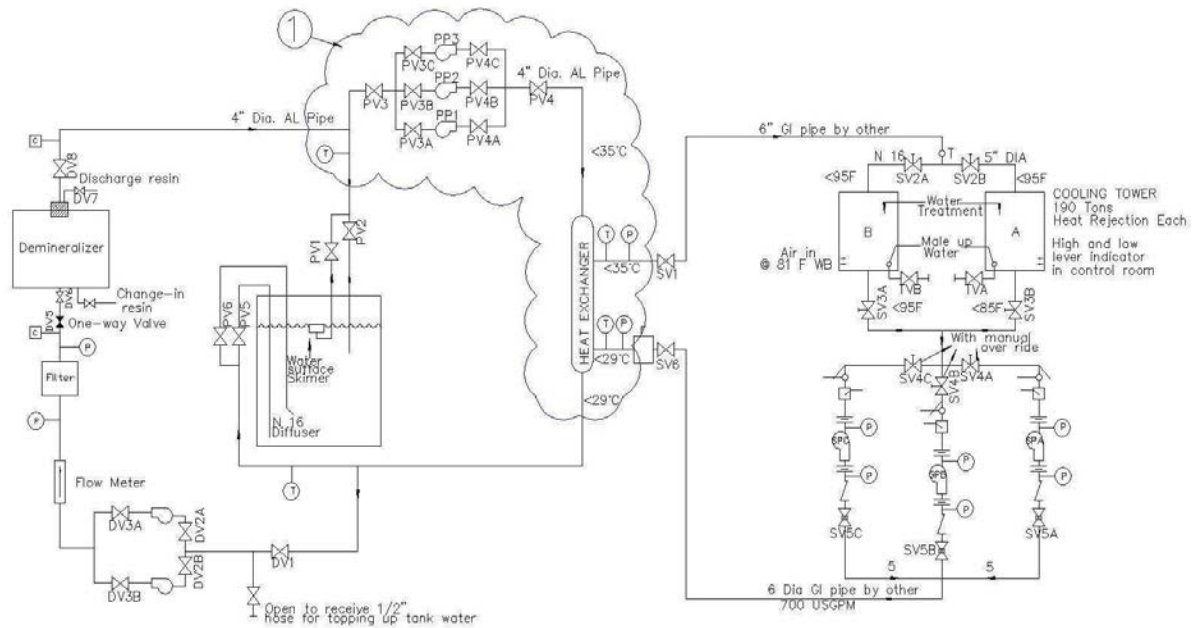 1
PP3
PV3C
PV4C
4" Dia. AL Pipe
PP2
PV3
PV3B
PV4B
PV4
PP1
PV3A
PV4A
4" Dia. AL Pipe
C
DV8
Discharge resin
DV7
Demineralizer
DV6
Change-in
resin
DV5
One-way Valve
C
P
Filter
P
Flow Meter
DV3A
DV2A
DV2B
DV3B
DV1
Open to receive 1/2"
hose for topping up tank water
T
PV1
PV2
PV6
PV5
Water
surface
Skimer
N 16
Diffuser
T
<35°C
HEAT EXCHANGER
T
P
<35°C
SV1
T
P
<29°C
SV6
<29°C
6" GI pipe by other
T
N 16
5" DIA
SV2A
SV2B
<95F
<95F
COOLING TOWER
190 Tons
Heat Rejection Each
Water
Treatment
B
A
Male up
Water
High and low
lever indicator
in control room
Air in
@ 81 F WB
TVB
TVA
SV3A
<95F
<85F
SV3B
With manual
over ride
SV4C
SV4B
SV4A
SPC
P
P
SPB
P
P
SPA
P
P
SV5C
SV5B
SV5A
5
5
6 Dia GI pipe by other
700 USGPM